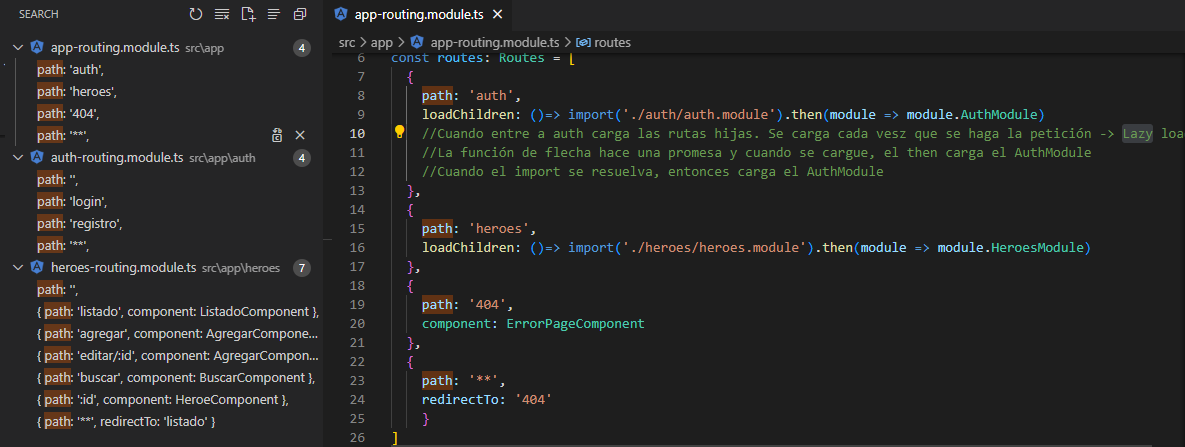 SEARCH
app-routing.module.ts src\app 4
path: 'auth',
path: 'heroes',
path: '404',
path: '**',
auth-routing.module.ts src\app\auth 4
path: '',
path: 'login',
path: 'registro',
path: '**',
heroes-routing.module.ts src\app\heroes 7
path: '',
{ path: 'listado', component: ListadoComponent },
{ path: 'agregar', component: AgregarCompone...
{ path: 'editar/:id', component: AgregarCompon...
{ path: 'buscar', component: BuscarComponent },
{ path: ':id', component: HeroeComponent },
{ path: '**', redirectTo: 'listado' }
app-routing.module.ts
src > app > app-routing.module.ts > routes
6 const routes: Routes = [
7 {
8 path: 'auth',
9 loadChildren: ()=> import('./auth/auth.module').then(module => module.AuthModule)
10 //Cuando entre a auth carga las rutas hijas. Se carga cada vesz que se haga la petición -> Lazy loa
11 //La función de flecha hace una promesa y cuando se cargue, el then carga el AuthModule
12 //Cuando el import se resuelva, entonces carga el AuthModule
13 },
14 {
15 path: 'heroes',
16 loadChildren: ()=> import('./heroes/heroes.module').then(module => module.HeroesModule)
17 },
18 {
19 path: '404',
20 component: ErrorPageComponent
21 },
22 {
23 path: '**',
24 redirectTo: '404'
25 }
26 ]